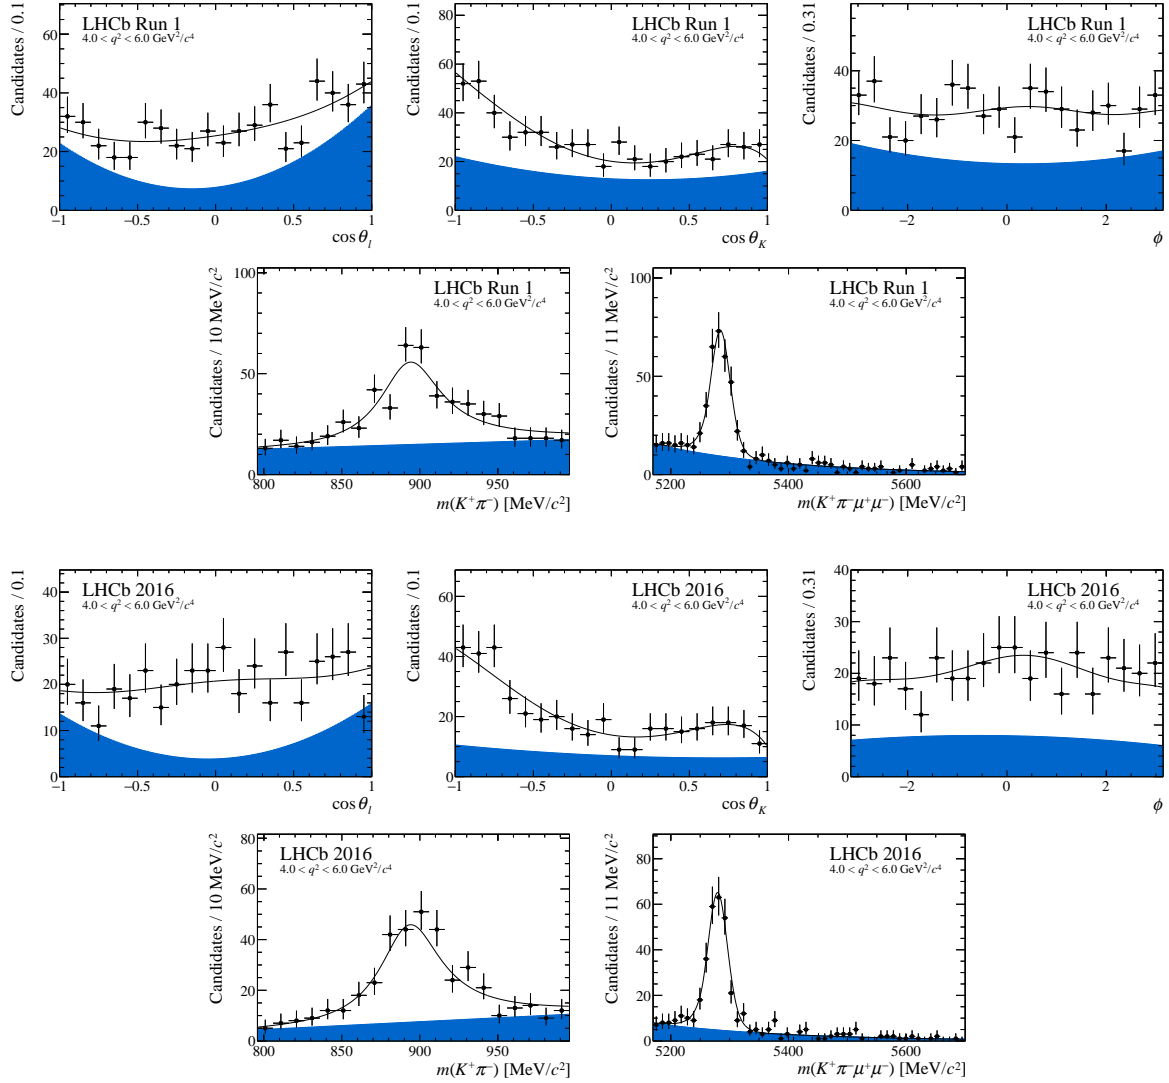 Candidates / 0.1
LHCb Run 1
4.0 < q² < 6.0 GeV²/c⁴
60
40
20
0
−1 −0.5 0 0.5 1
cos θ_l
Candidates / 0.1
LHCb Run 1
4.0 < q² < 6.0 GeV²/c⁴
80
60
40
20
0
−1 −0.5 0 0.5 1
cos θ_K
Candidates / 0.31
LHCb Run 1
4.0 < q² < 6.0 GeV²/c⁴
40
20
0
−2 0 2
ϕ
Candidates / 10 MeV/c²
LHCb Run 1
4.0 < q² < 6.0 GeV²/c⁴
100
50
0
800 850 900 950
m(K⁺π⁻) [MeV/c²]
Candidates / 11 MeV/c²
LHCb Run 1
4.0 < q² < 6.0 GeV²/c⁴
100
50
0
5200 5400 5600
m(K⁺π⁻μ⁺μ⁻) [MeV/c²]
Candidates / 0.1
LHCb 2016
4.0 < q² < 6.0 GeV²/c⁴
40
30
20
10
0
−1 −0.5 0 0.5 1
cos θ_l
Candidates / 0.1
LHCb 2016
4.0 < q² < 6.0 GeV²/c⁴
60
40
20
0
−1 −0.5 0 0.5 1
cos θ_K
Candidates / 0.31
LHCb 2016
4.0 < q² < 6.0 GeV²/c⁴
40
30
20
10
0
−2 0 2
ϕ
Candidates / 10 MeV/c²
LHCb 2016
4.0 < q² < 6.0 GeV²/c⁴
80
60
40
20
0
800 850 900 950
m(K⁺π⁻) [MeV/c²]
Candidates / 11 MeV/c²
LHCb 2016
4.0 < q² < 6.0 GeV²/c⁴
80
60
40
20
0
5200 5400 5600
m(K⁺π⁻μ⁺μ⁻) [MeV/c²]